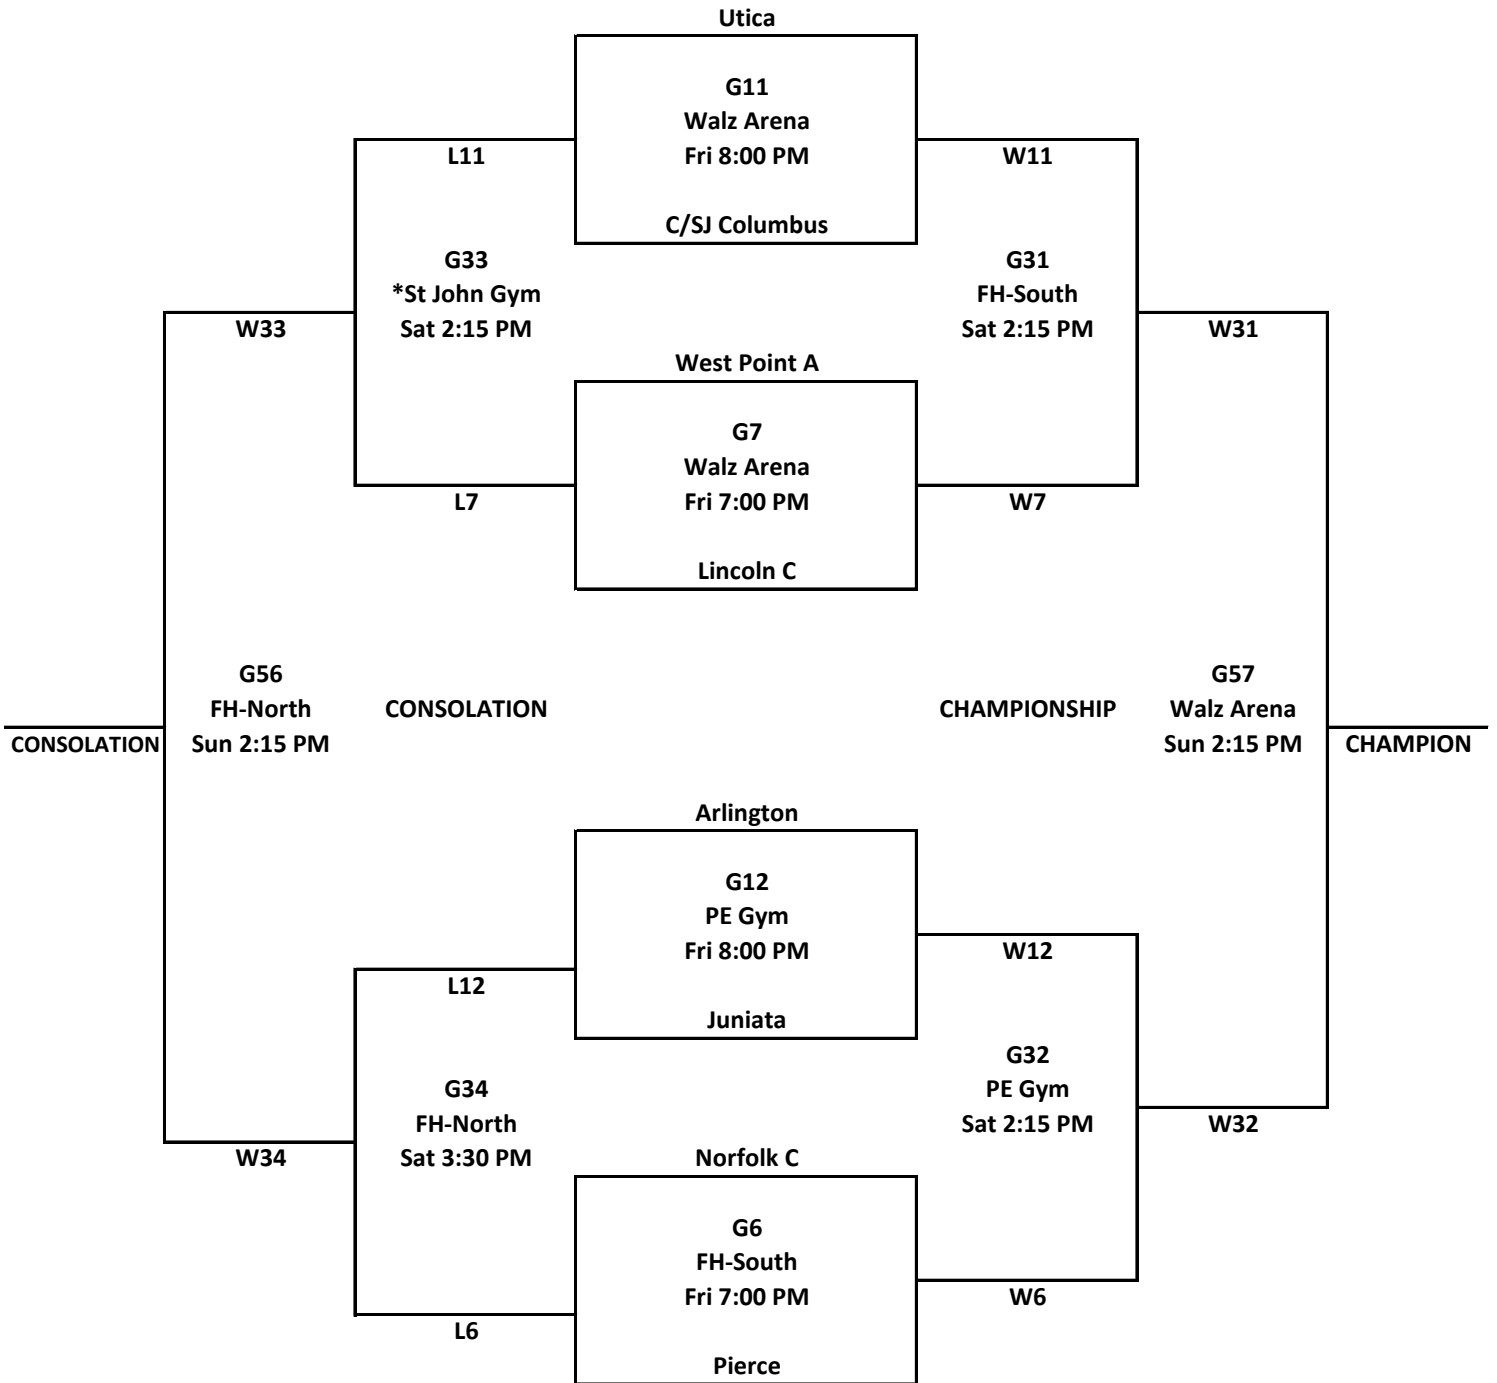 Utica
G11
Walz Arena
Fri 8:00 PM
L11
W11
C/SJ Columbus
G33
*St John Gym
Sat 2:15 PM
G31
FH-South
Sat 2:15 PM
W33
W31
West Point A
G7
Walz Arena
Fri 7:00 PM
L7
W7
Lincoln C
G56
FH-North
Sun 2:15 PM
CONSOLATION
CONSOLATION
CHAMPIONSHIP
G57
Walz Arena
Sun 2:15 PM
CHAMPION
Arlington
G12
PE Gym
Fri 8:00 PM
L12
W12
Juniata
G34
FH-North
Sat 3:30 PM
G32
PE Gym
Sat 2:15 PM
W34
W32
Norfolk C
G6
FH-South
Fri 7:00 PM
L6
W6
Pierce